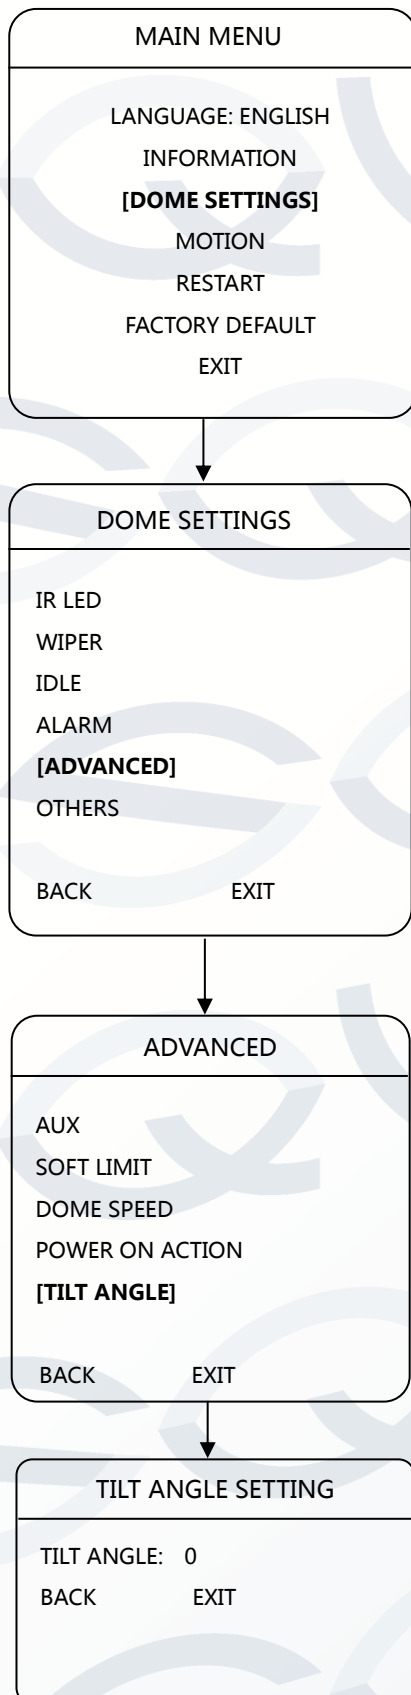 MAIN MENU
LANGUAGE: ENGLISH
INFORMATION
[DOME SETTINGS]
MOTION
RESTART
FACTORY DEFAULT
EXIT
DOME SETTINGS
IR LED
WIPER
IDLE
ALARM
[ADVANCED]
OTHERS
BACK EXIT
ADVANCED
AUX
SOFT LIMIT
DOME SPEED
POWER ON ACTION
[TILT ANGLE]
BACK EXIT
TILT ANGLE SETTING
TILT ANGLE: 0
BACK EXIT